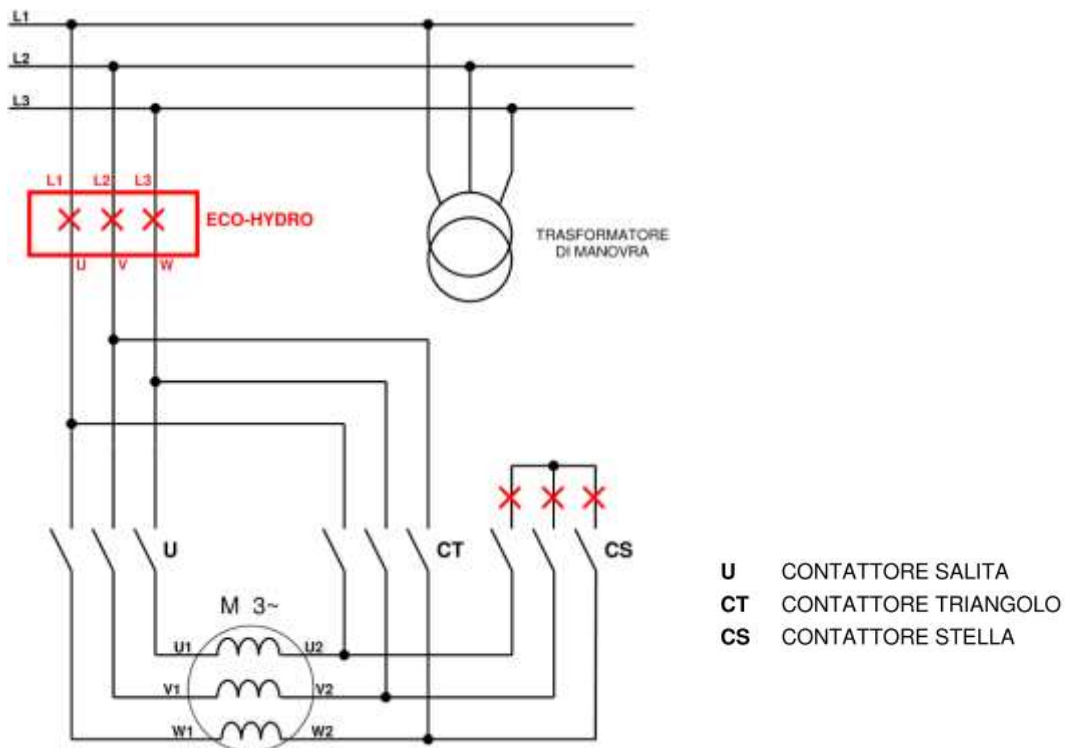 L1
L2
L3
L1 L2 L3
ECO-HYDRO
U V W
TRASFORMATORE
DI MANOVRA
U
CT
CS
M 3~
U1 U2
V1 V2
W1 W2
U CONTATTORE SALITA
CT CONTATTORE TRIANGOLO
CS CONTATTORE STELLA